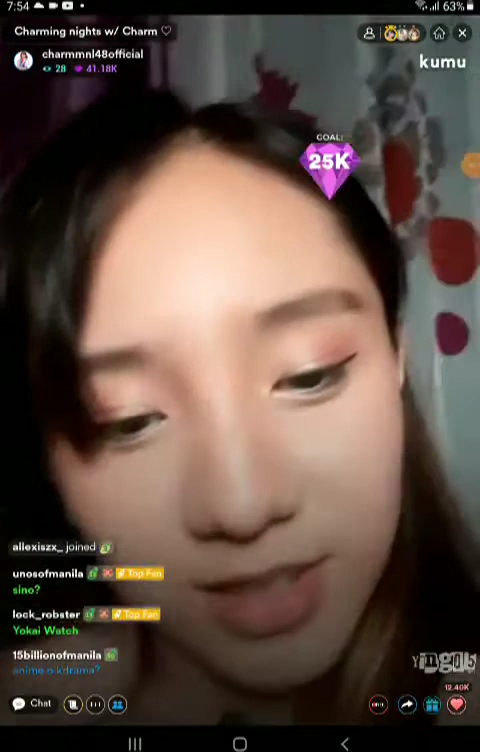 7:54
63%
Charming nights w/ Charm ♡
charmmnl48official
28 41.18K
kumu
GOAL:
25K
allexiszx_ joined
unosofmanila Top Fan
sino?
lock_robster Top Fan
Yokai Watch
15billionofmanila
anime o kdrama?
12.40K
Chat